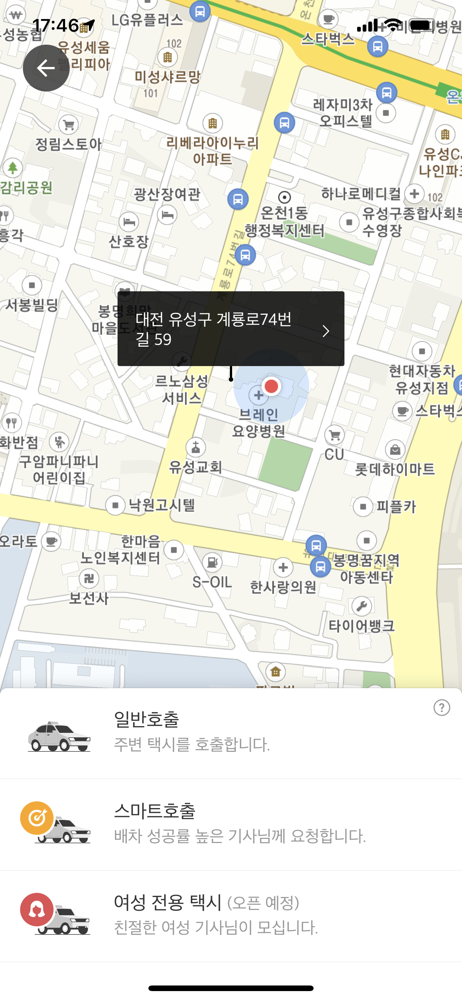 17:46
LG유플러스
유성농협
유성세움
펠리피아
102
미성샤르망
101
온천
스타벅스
병원
레자미3차
오피스텔
정림스토아
리베라아이누리
아파트
감리공원
광산장여관
하나로메디컬
102
온천1동
행정복지센터
유성구종합사회복
수영장
흥각
산호장
계룡로74번길
서봉빌딩
봉명희망
마을도서관
대전 유성구 계룡로74번
길 59
르노삼성
서비스
현대자동차
유성지점
스타벅스
브레인
요양병원
화반점
구암파니파니
어린이집
유성교회
CU
롯데하이마트
낙원고시텔
피플카
오라토
한마음
노인복지센터
S-OIL
한사랑의원
봉명꿈지역
아동센타
보선사
타이어뱅크
?
일반호출
주변 택시를 호출합니다.
스마트호출
배차 성공률 높은 기사님께 요청합니다.
여성 전용 택시 (오픈 예정)
친절한 여성 기사님이 모십니다.